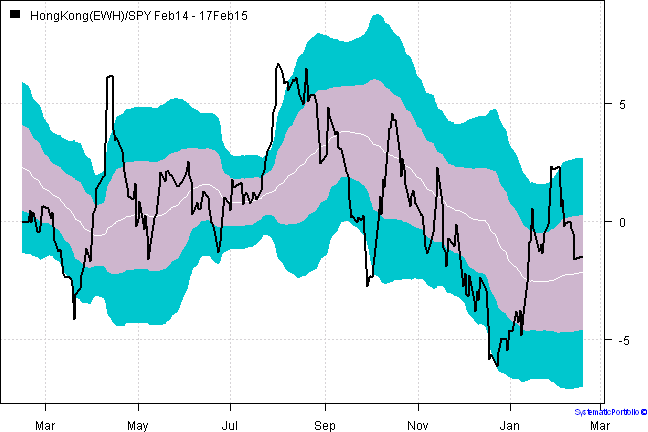 HongKong(EWH)/SPY Feb14 - 17Feb15
5
0
-5
SystematicPortfolio ©
Mar May Jul Sep Nov Jan Mar